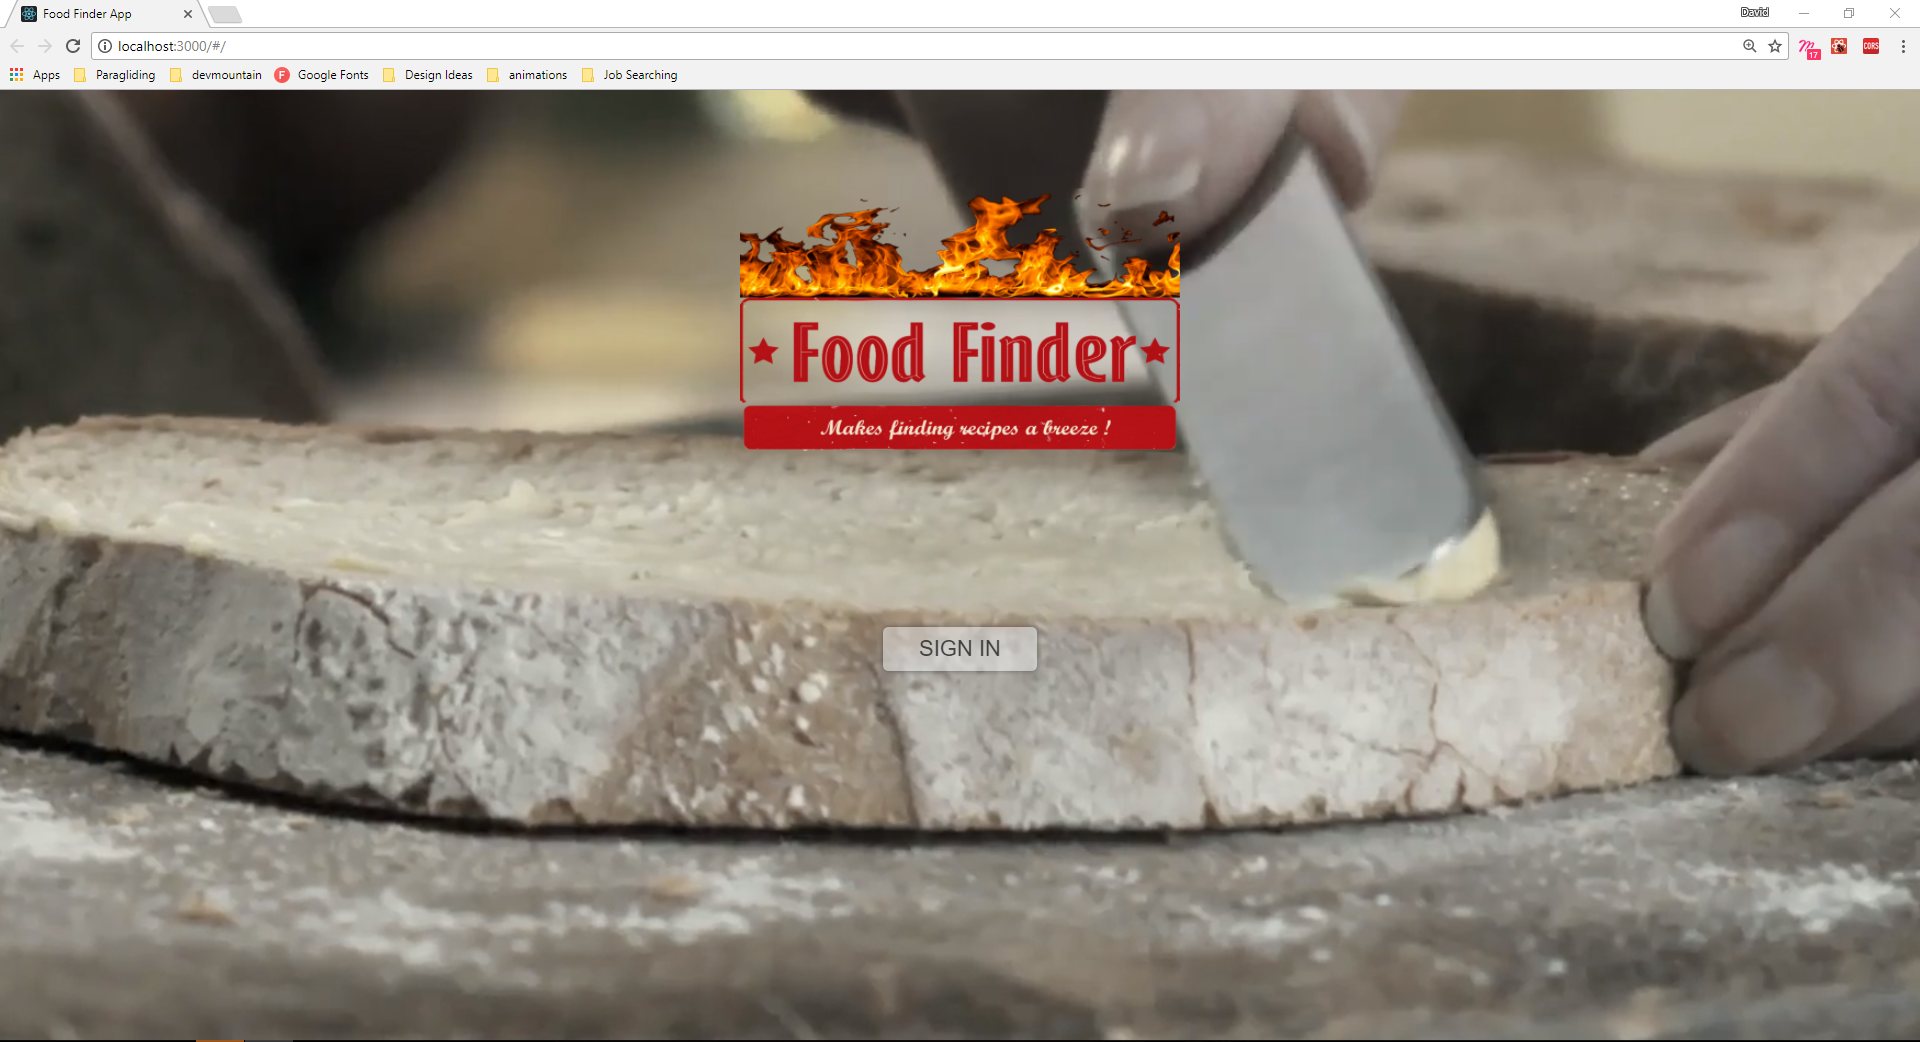 Food Finder App
David
localhost:3000/#/
17
CORS
Apps
Paragliding
devmountain
F
Google Fonts
Design Ideas
animations
Job Searching
Food Finder
Makes finding recipes a breeze !
SIGN IN